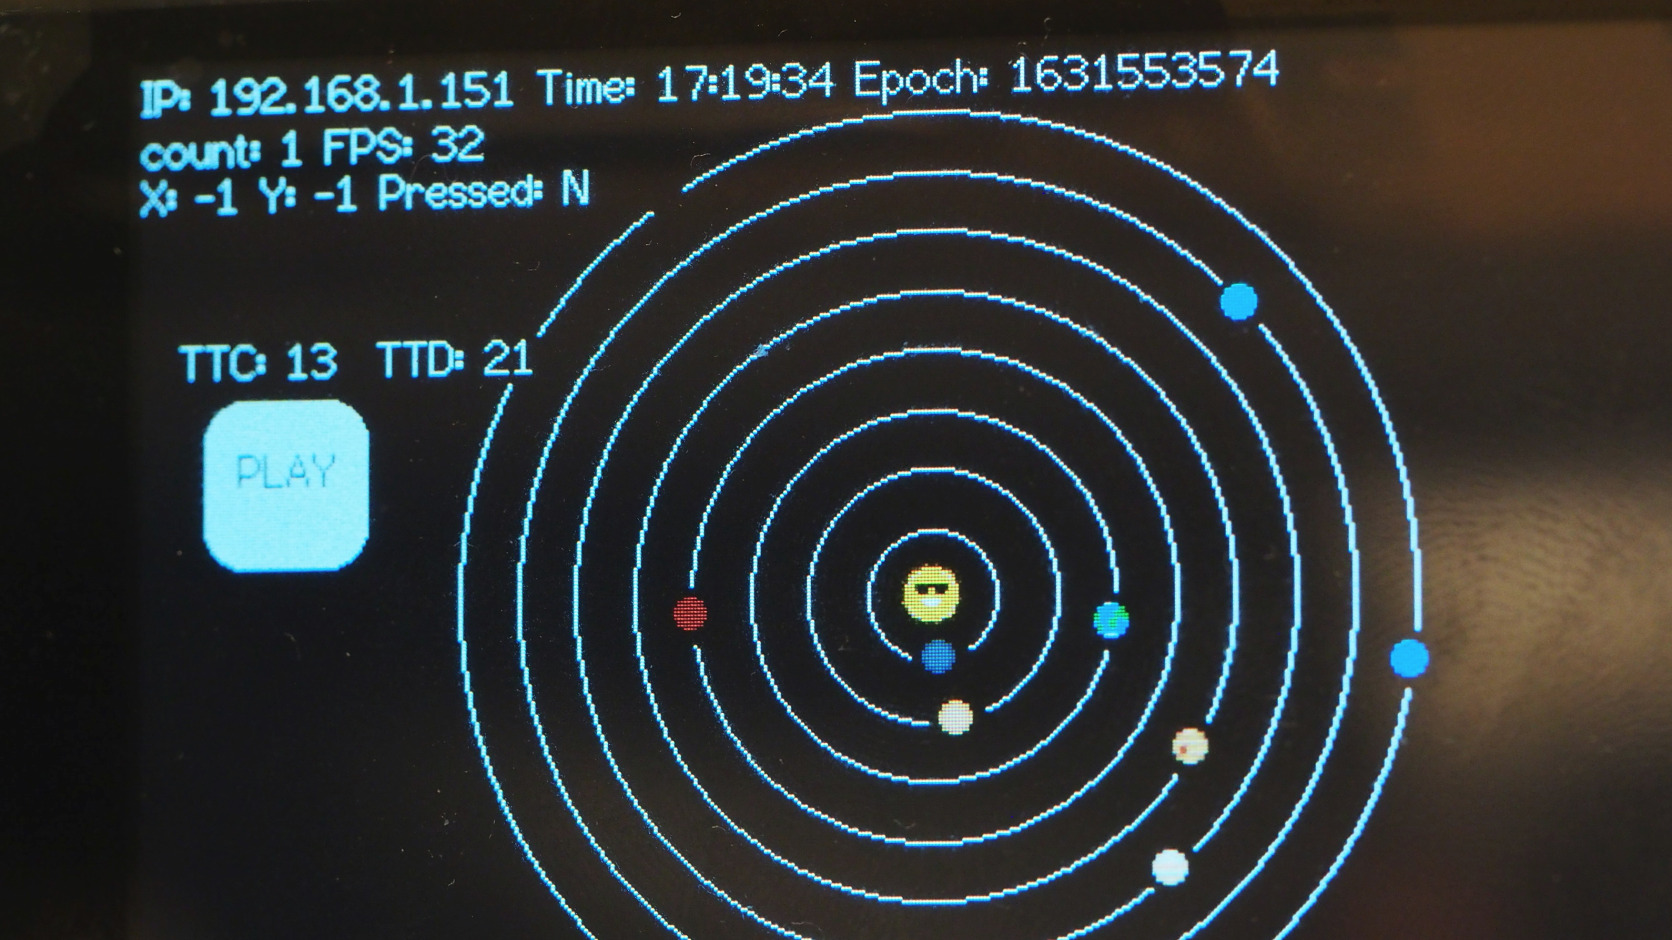 IP: 192.168.1.151 Time: 17:19:34 Epoch: 1631553574
count: 1 FPS: 32
X: -1 Y: -1 Pressed: N
TTC: 13 TTD: 21
PLAY